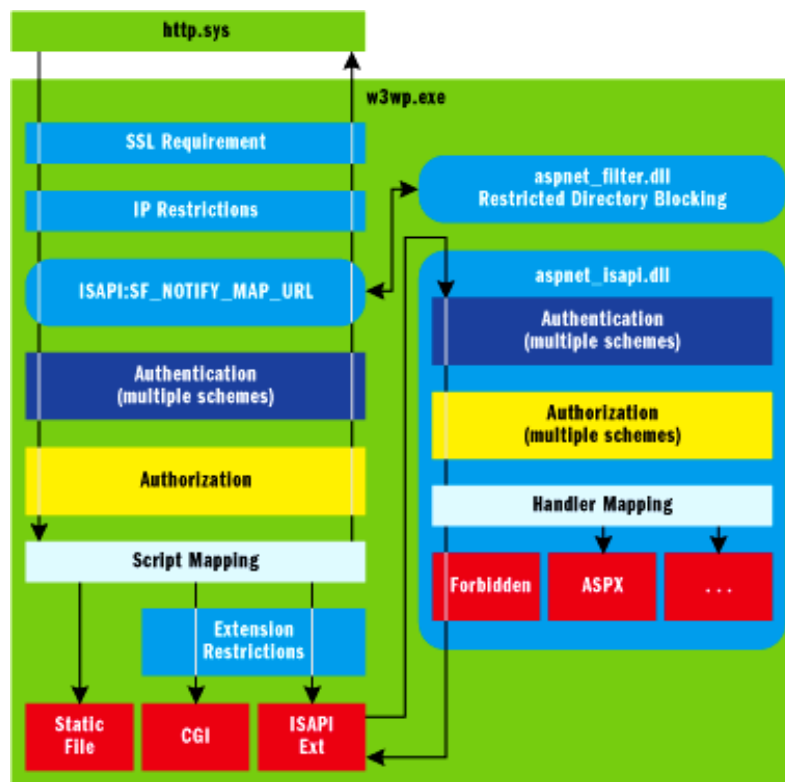 http.sys
w3wp.exe
SSL Requirement
IP Restrictions
ISAPI:SF_NOTIFY_MAP_URL
Authentication
(multiple schemes)
Authorization
Script Mapping
Extension
Restrictions
Static
File
CGI
ISAPI
Ext
aspnet_filter.dll
Restricted Directory Blocking
aspnet_isapi.dll
Authentication
(multiple schemes)
Authorization
(multiple schemes)
Handler Mapping
Forbidden
ASPX
...